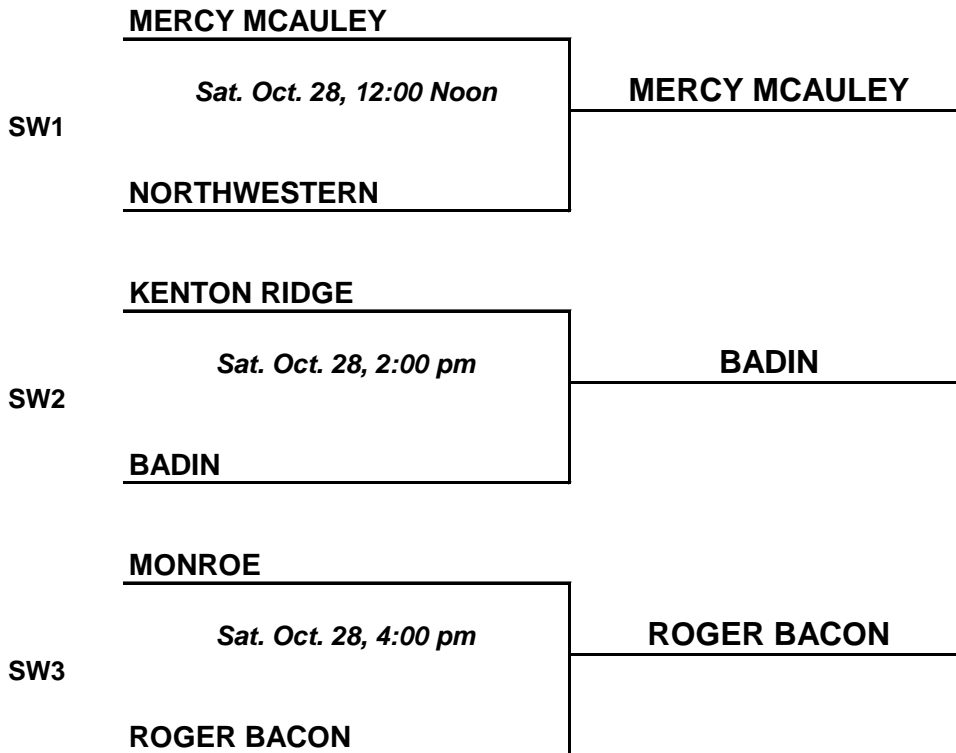 MERCY MCAULEY
Sat. Oct. 28, 12:00 Noon
MERCY MCAULEY
SW1
NORTHWESTERN
KENTON RIDGE
Sat. Oct. 28, 2:00 pm
BADIN
SW2
BADIN
MONROE
Sat. Oct. 28, 4:00 pm
ROGER BACON
SW3
ROGER BACON